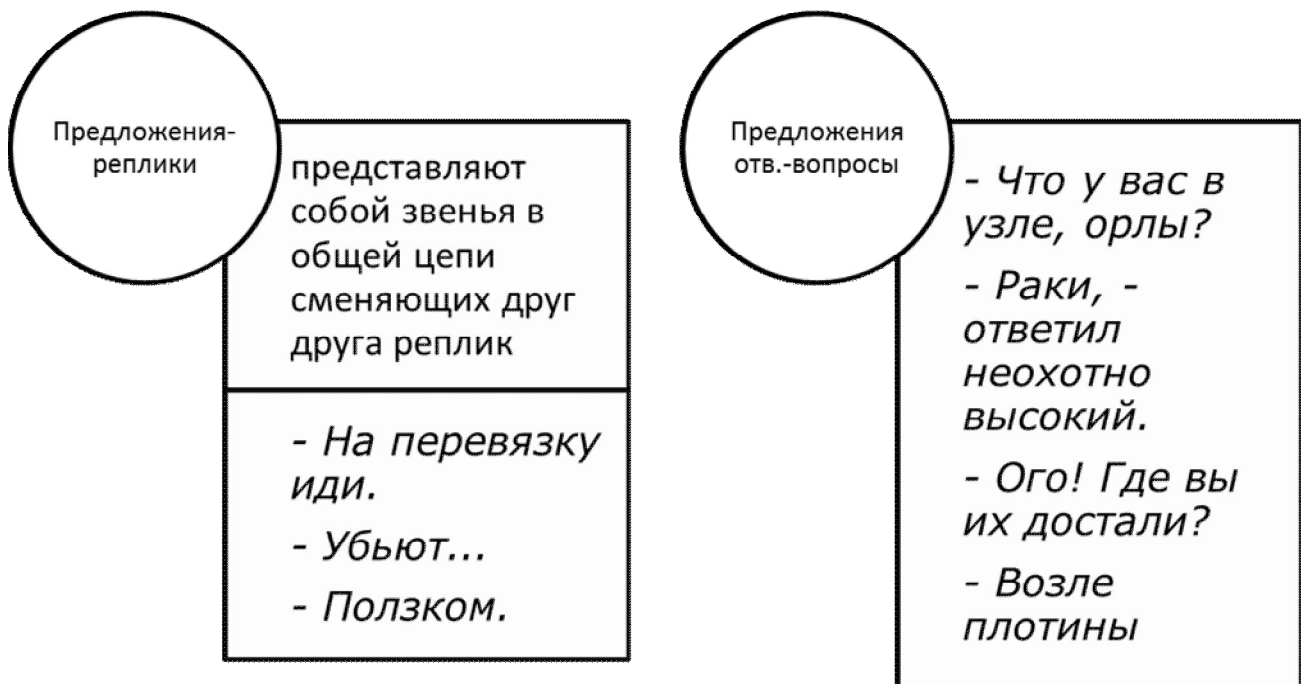 Предложения-
реплики
представляют
собой звенья в
общей цепи
сменяющих друг
друга реплик
- На перевязку
иди.
- Убьют...
- Ползком.
Предложения
отв.-вопросы
- Что у вас в
узле, орлы?
- Раки, -
ответил
неохотно
высокий.
- Ого! Где вы
их достали?
- Возле
плотины